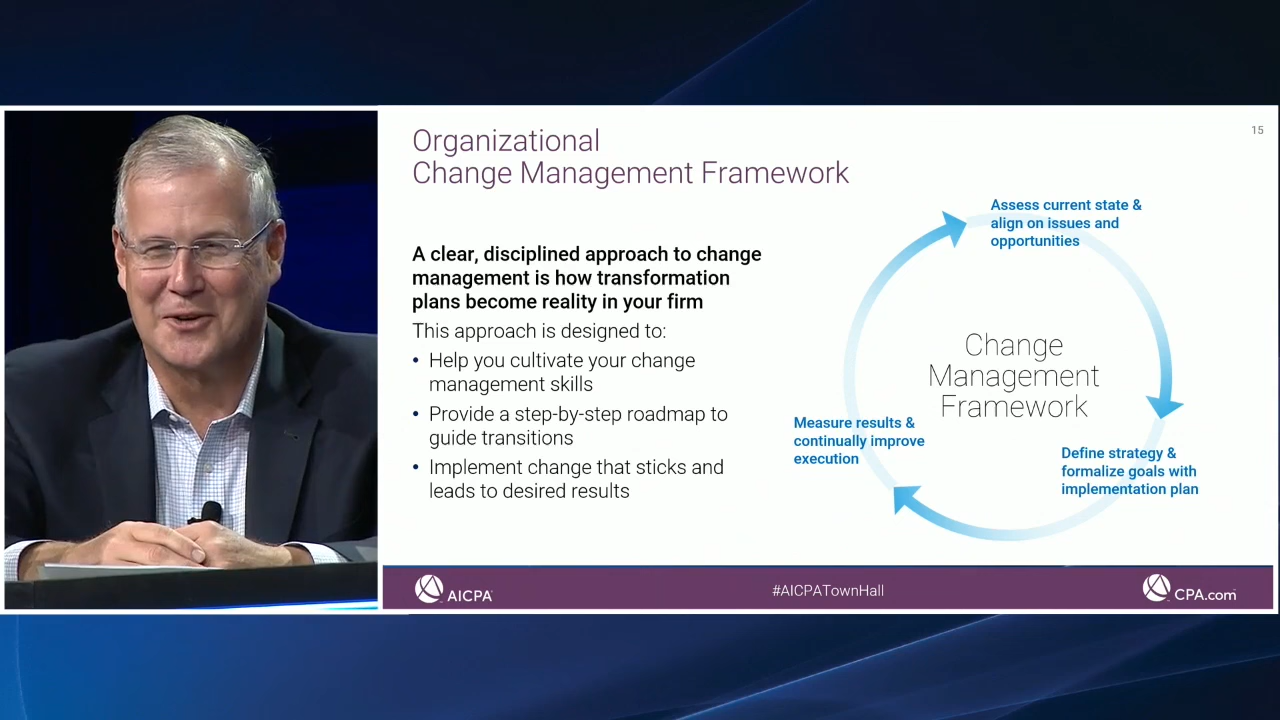 Organizational
Change Management Framework
15
A clear, disciplined approach to change
management is how transformation
plans become reality in your firm
This approach is designed to:
• Help you cultivate your change
management skills
• Provide a step-by-step roadmap to
guide transitions
• Implement change that sticks and
leads to desired results
Assess current state &
align on issues and
opportunities
Change
Management
Framework
Measure results &
continually improve
execution
Define strategy &
formalize goals with
implementation plan
AICPA
#AICPATownHall
CPA.com